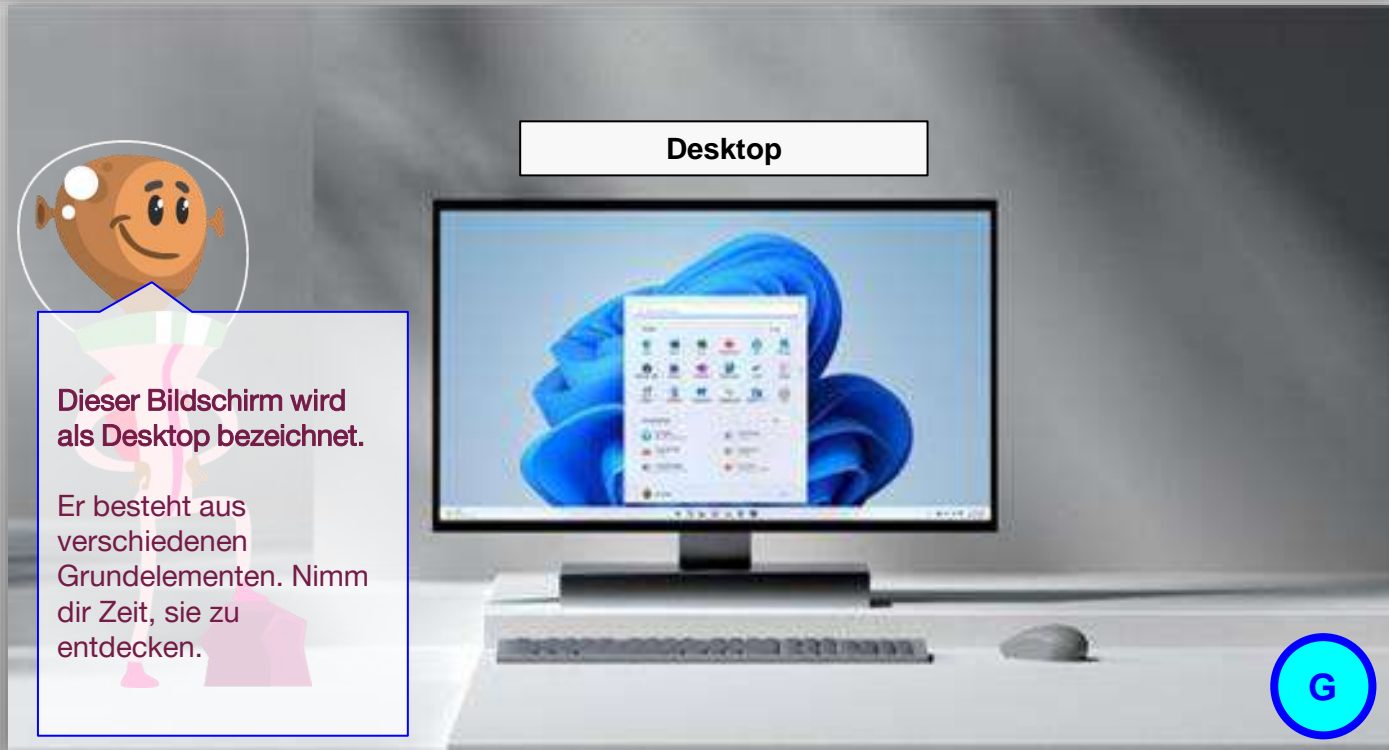 Desktop
Dieser Bildschirm wird
als Desktop bezeichnet.
Er besteht aus
verschiedenen
Grundelementen. Nimm
dir Zeit, sie zu
entdecken.
G